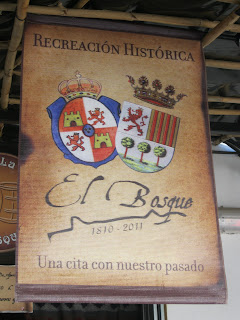 RECREACIÓN HISTÓRICA
El Bosque
1810 - 2011
Una cita con nuestro pasado